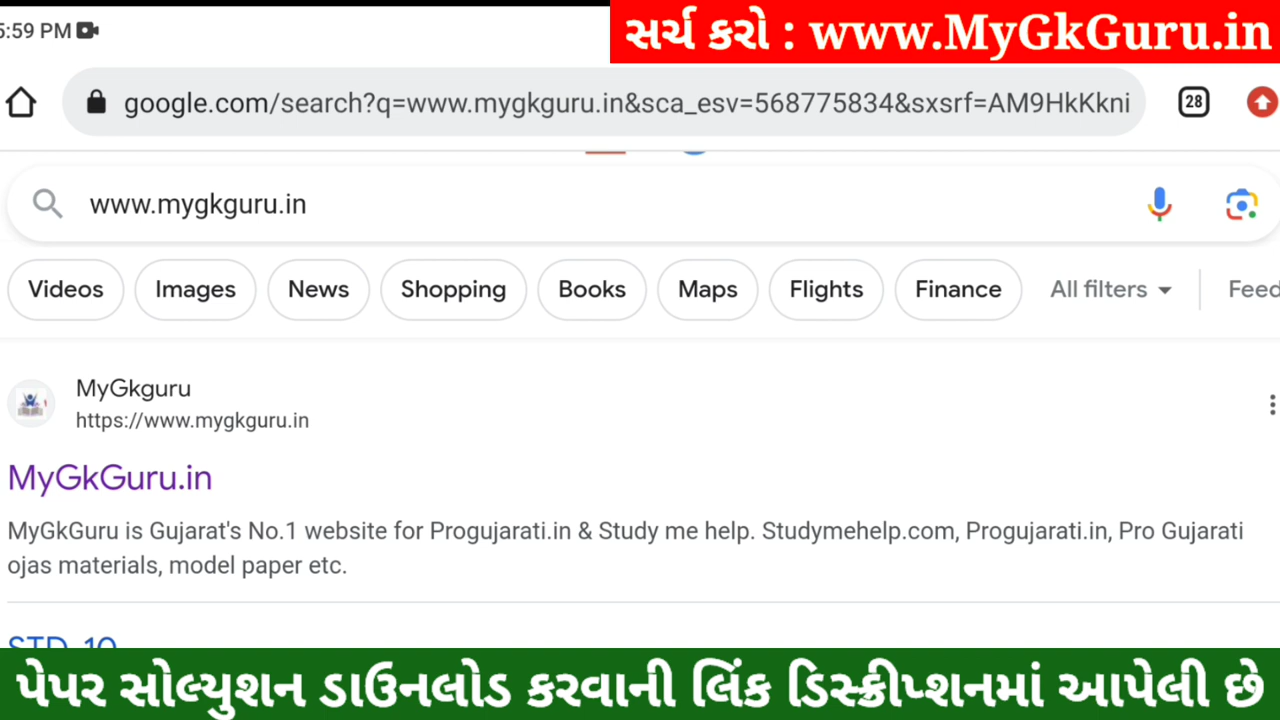 5:59 PM
સર્ચ કરો : www.MyGkGuru.in
google.com/search?q=www.mygkguru.in&sca_esv=568775834&sxsrf=AM9HkKkni
28
www.mygkguru.in
Videos Images News Shopping Books Maps Flights Finance All filters Feed
MyGkguru
https://www.mygkguru.in
MyGkGuru.in
MyGkGuru is Gujarat's No.1 website for Progujarati.in & Study me help. Studymehelp.com, Progujarati.in, Pro Gujarati
ojas materials, model paper etc.
STD-10
પેપર સોલ્યુશન ડાઉનલોડ કરવાની લિંક ડિસ્ક્રીપ્શનમાં આપેલી છે